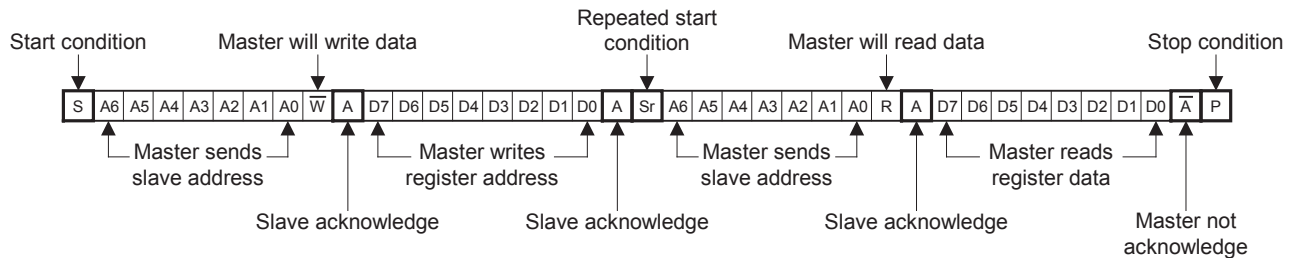 Repeated start
condition
Start condition
Master will write data
Master will read data
Stop condition
S A6 A5 A4 A3 A2 A1 A0 W̅ A D7 D6 D5 D4 D3 D2 D1 D0 A Sr A6 A5 A4 A3 A2 A1 A0 R A D7 D6 D5 D4 D3 D2 D1 D0 A̅ P
Master sends
slave address
Master writes
register address
Master sends
slave address
Master reads
register data
Slave acknowledge
Slave acknowledge
Slave acknowledge
Master not
acknowledge